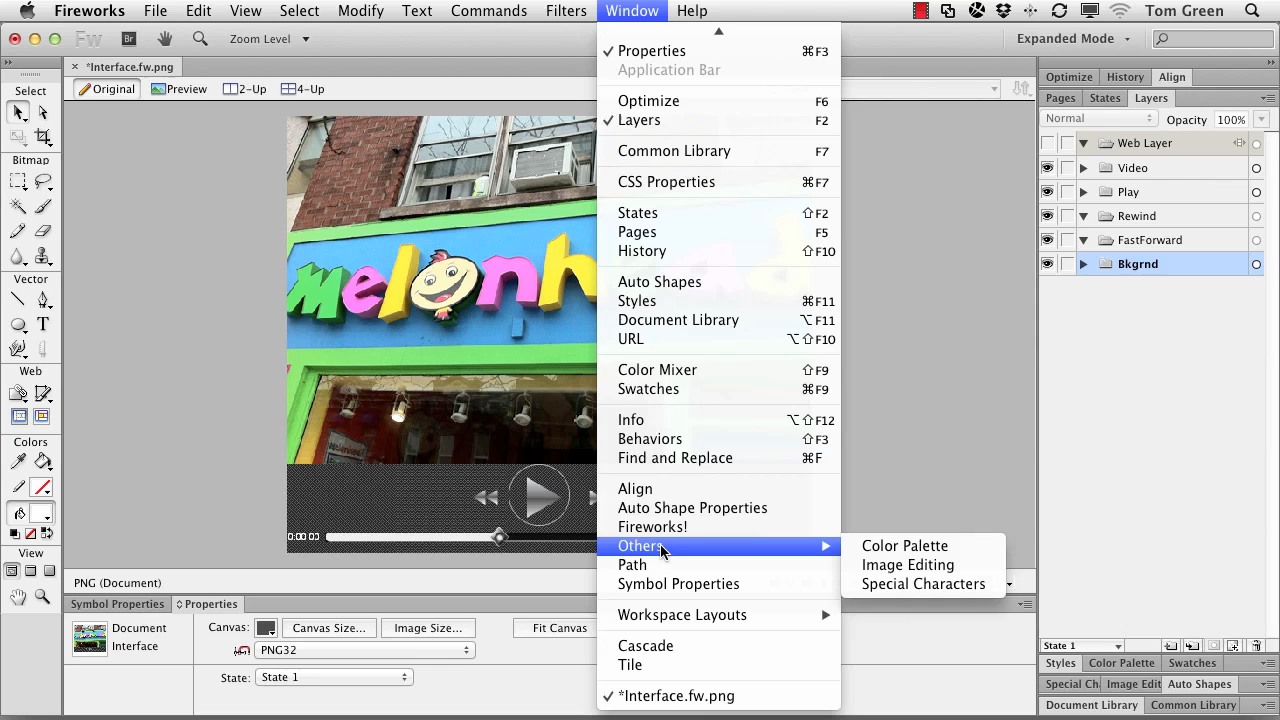 Fireworks File Edit View Select Modify Text Commands Filters Window Help Tom Green
Fw Br Zoom Level Expanded Mode
*Interface.fw.png
Original Preview 2-Up 4-Up
Select
Bitmap
Vector
Web
Colors
View
melonh
0:00:00
PNG (Document)
Properties ⌘F3
Application Bar
Optimize F6
Layers F2
Common Library F7
CSS Properties ⌘F7
States ⇧F2
Pages F5
History ⇧F10
Auto Shapes
Styles ⌘F11
Document Library ⌥F11
URL ⌥⇧F10
Color Mixer ⇧F9
Swatches ⌘F9
Info ⌥⇧F12
Behaviors ⇧F3
Find and Replace ⌘F
Align
Auto Shape Properties
Fireworks!
Others
Path
Symbol Properties
Workspace Layouts
Cascade
Tile
*Interface.fw.png
Color Palette
Image Editing
Special Characters
Optimize History Align
Pages States Layers
Normal Opacity 100%
Web Layer
Video
Play
Rewind
FastForward
Bkgrnd
State 1
Styles Color Palette Swatches
Special Ch Image Edit Auto Shapes
Document Library Common Library
Symbol Properties Properties
Document
Interface
Canvas: Canvas Size... Image Size... Fit Canvas
PNG32
State: State 1